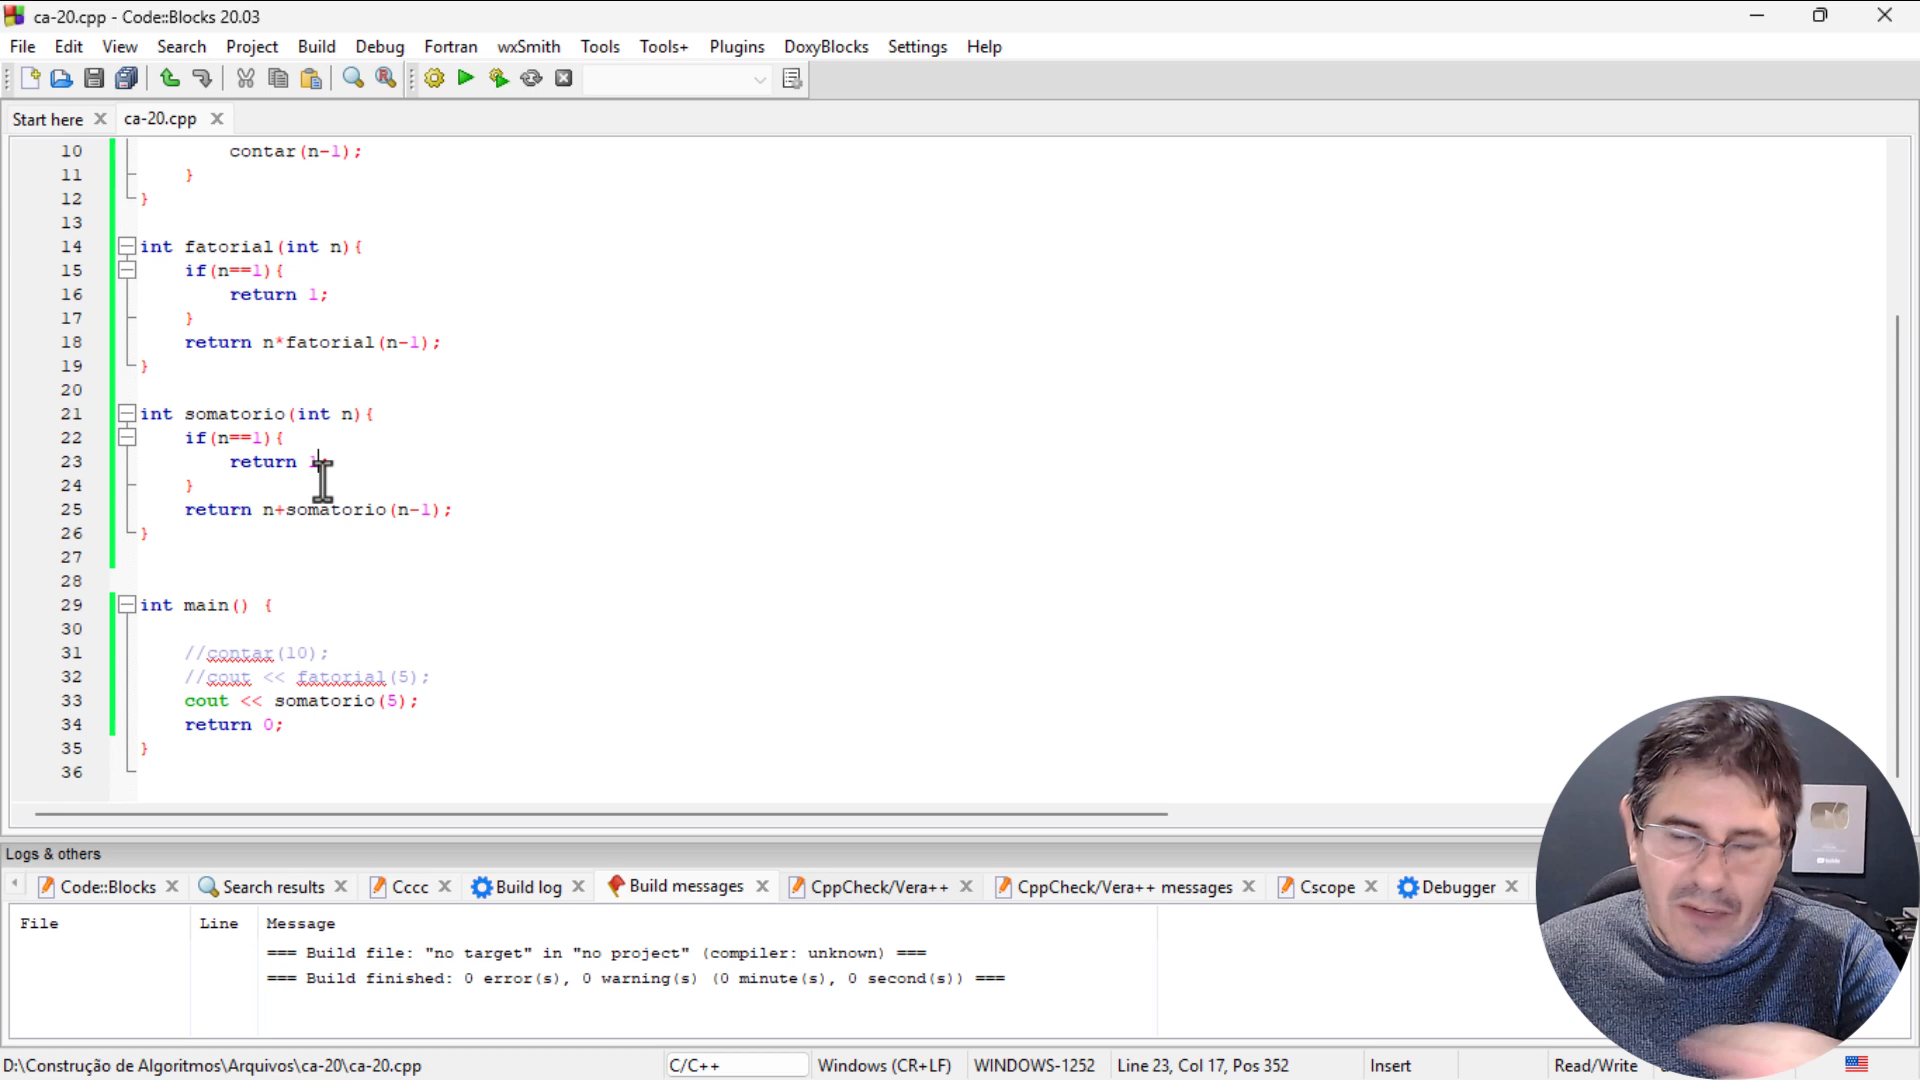 ca-20.cpp - Code::Blocks 20.03
File Edit View Search Project Build Debug Fortran wxSmith Tools Tools+ Plugins DoxyBlocks Settings Help
Start here ca-20.cpp
10 contar(n-1);
11 }
12 }
13
14 int fatorial(int n){
15 if(n==1){
16 return 1;
17 }
18 return n*fatorial(n-1);
19 }
20
21 int somatorio(int n){
22 if(n==1){
23 return 1;
24 }
25 return n+somatorio(n-1);
26 }
27
28
29 int main() {
30
31 //contar(10);
32 //cout << fatorial(5);
33 cout << somatorio(5);
34 return 0;
35 }
36
Logs & others
Code::Blocks Search results Cccc Build log Build messages CppCheck/Vera++ CppCheck/Vera++ messages Cscope Debugger
File Line Message
=== Build file: "no target" in "no project" (compiler: unknown) ===
=== Build finished: 0 error(s), 0 warning(s) (0 minute(s), 0 second(s)) ===
D:\Construção de Algoritmos\Arquivos\ca-20\ca-20.cpp C/C++ Windows (CR+LF) WINDOWS-1252 Line 23, Col 17, Pos 352 Insert Read/Write